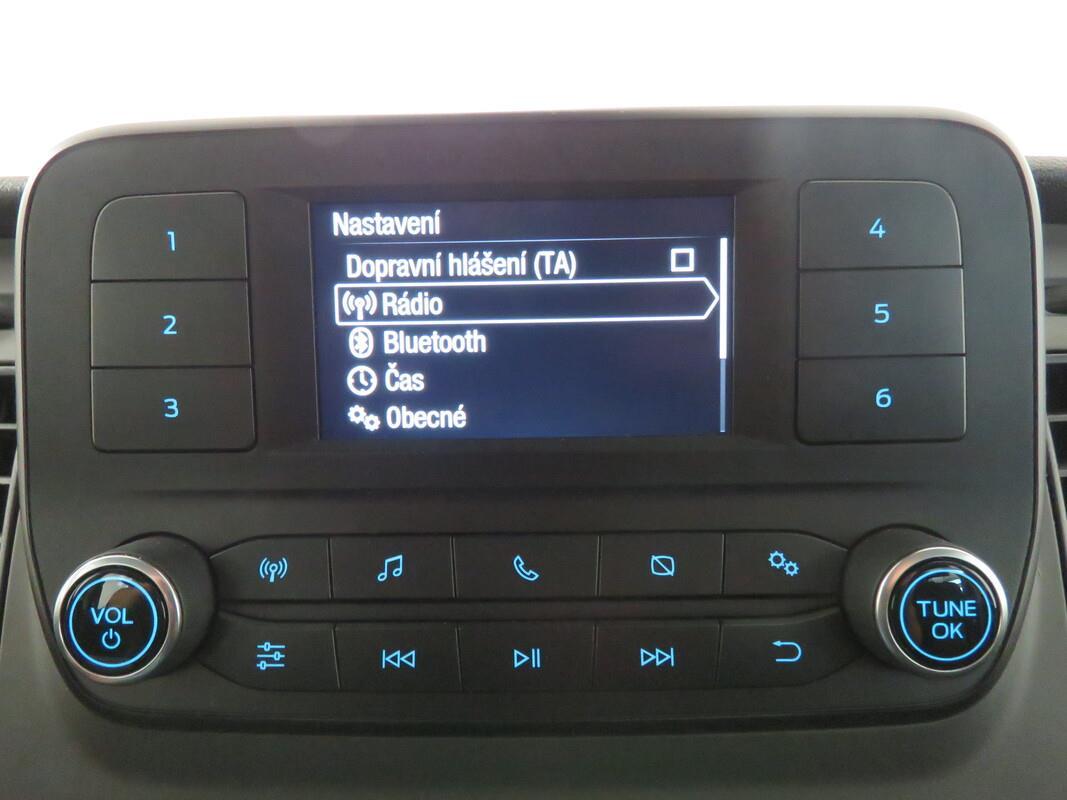 Nastavení
Dopravní hlášení (TA)
Rádio
Bluetooth
Čas
Obecné
1
2
3
4
5
6
VOL
TUNE
OK